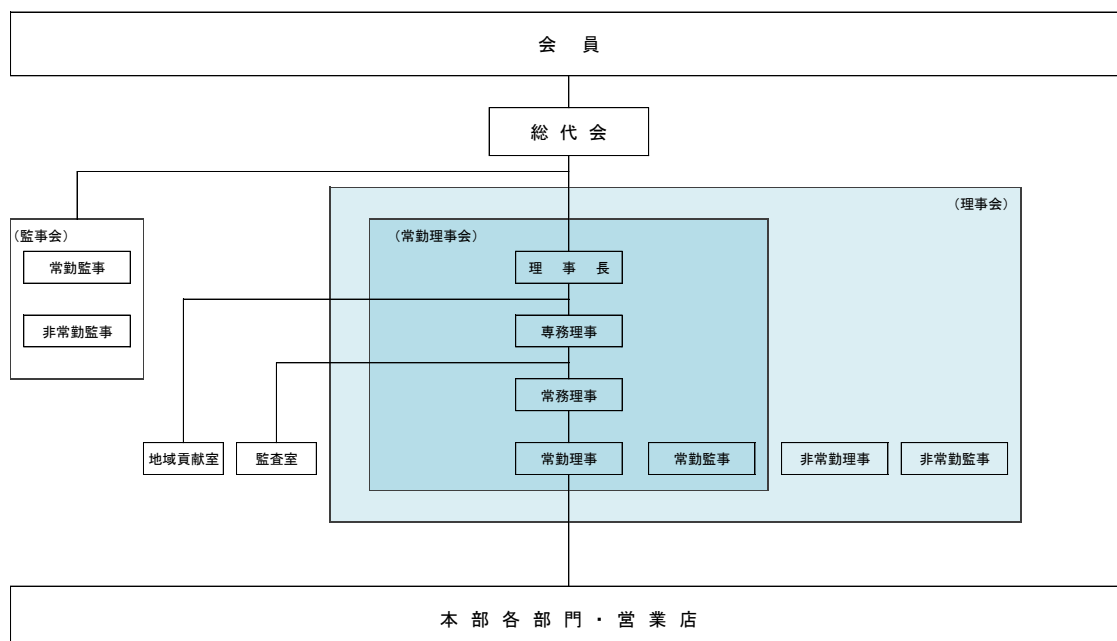 会員
総代会
（理事会）
（監事会）
（常勤理事会）
常勤監事
理事長
非常勤監事
専務理事
常務理事
地域貢献室
監査室
常勤理事
常勤監事
非常勤理事
非常勤監事
本部各部門・営業店